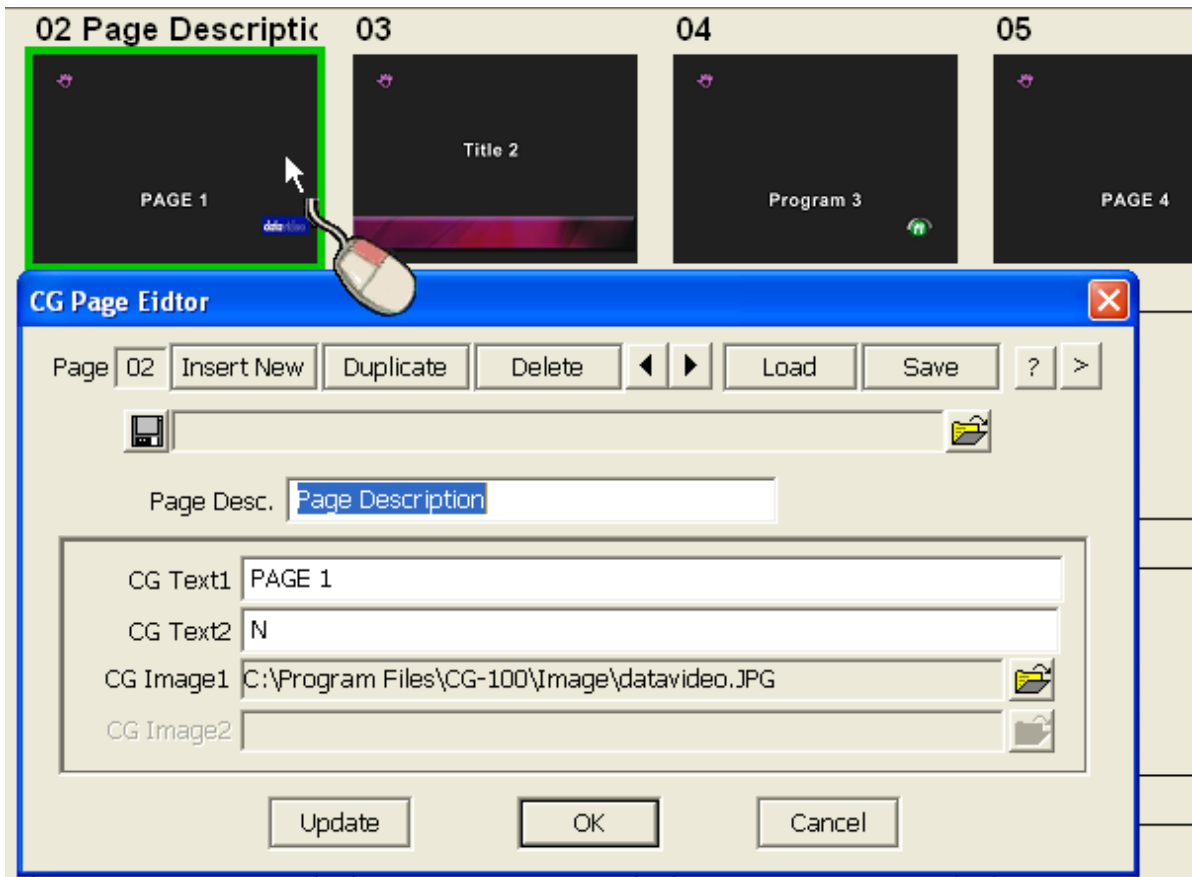 02 Page Descriptic 03 04 05
Title 2
PAGE 1 Program 3 PAGE 4
datavideo
CG Page Eidtor
Page 02 Insert New Duplicate Delete Load Save ? >
Page Desc. Page Description
CG Text1 PAGE 1
CG Text2 N
CG Image1 C:\Program Files\CG-100\Image\datavideo.JPG
CG Image2
Update OK Cancel